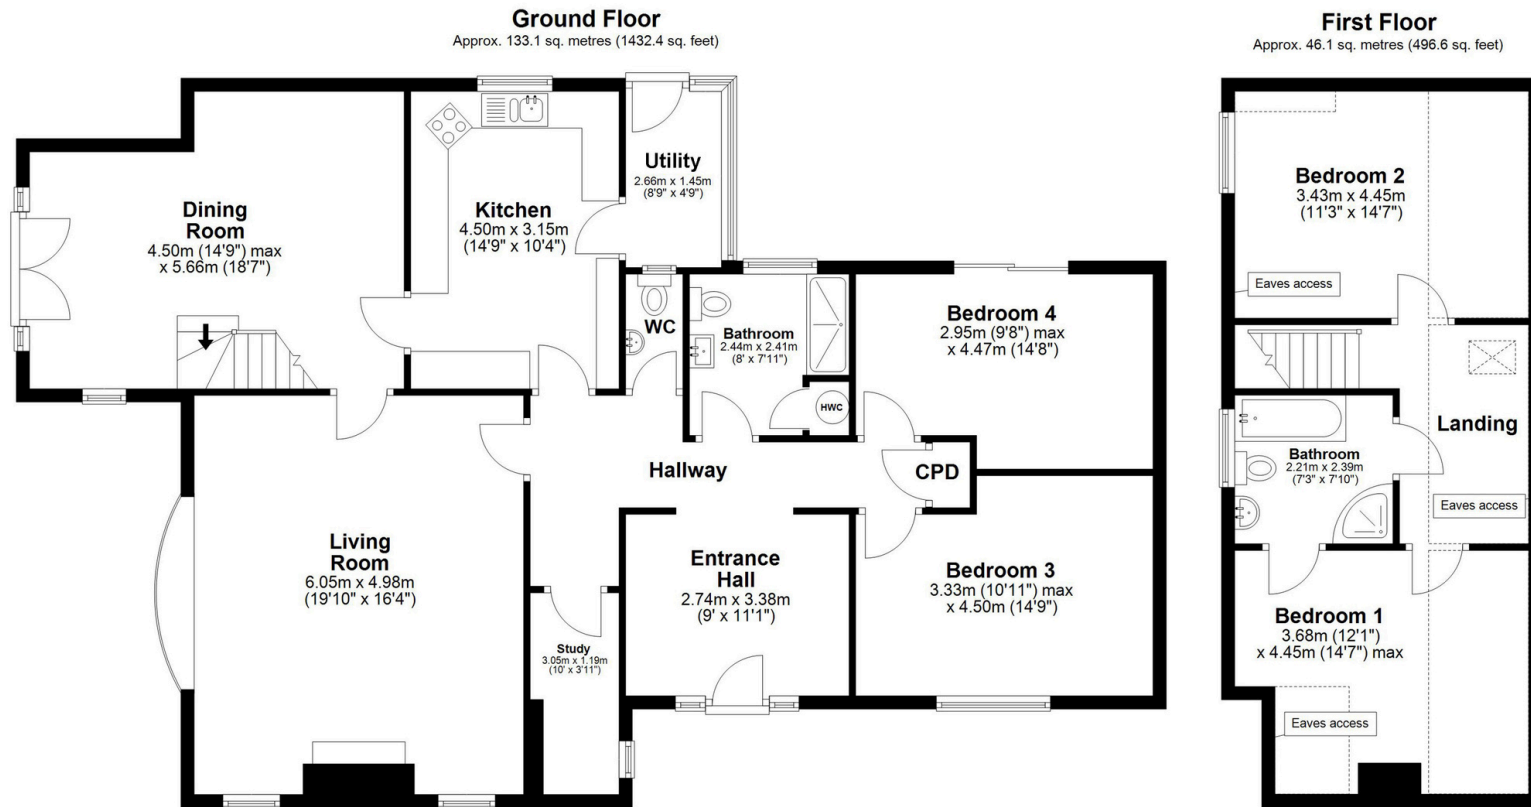 Ground Floor
Approx. 133.1 sq. metres (1432.4 sq. feet)
Dining
Room
4.50m (14'9") max
x 5.66m (18'7")
Kitchen
4.50m x 3.15m
(14'9" x 10'4")
Utility
2.66m x 1.45m
(8'9" x 4'9")
WC
Bathroom
2.44m x 2.41m
(8' x 7'11")
HWC
Bedroom 4
2.95m (9'8") max
x 4.47m (14'8")
Hallway
CPD
Living
Room
6.05m x 4.98m
(19'10" x 16'4")
Study
3.05m x 1.19m
(10' x 3'11")
Entrance
Hall
2.74m x 3.38m
(9' x 11'1")
Bedroom 3
3.33m (10'11") max
x 4.50m (14'9")
First Floor
Approx. 46.1 sq. metres (496.6 sq. feet)
Bedroom 2
3.43m x 4.45m
(11'3" x 14'7")
Eaves access
Landing
Bathroom
2.21m x 2.39m
(7'3" x 7'10")
Eaves access
Bedroom 1
3.68m (12'1")
x 4.45m (14'7") max
Eaves access